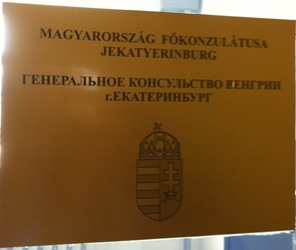 MAGYARORSZÁG FŐKONZULÁTUSA
JEKATYERINBURG
ГЕНЕРАЛЬНОЕ КОНСУЛЬСТВО ВЕНГРИИ
г.ЕКАТЕРИНБУРГ